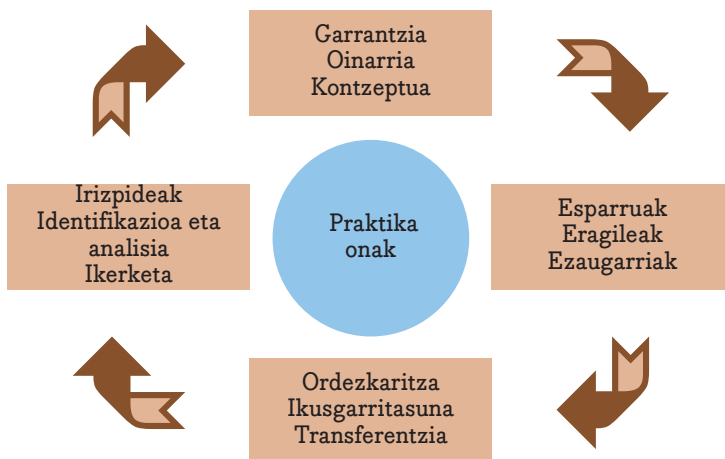 Garrantzia
Oinarria
Kontzeptua
Irizpideak
Identifikazioa eta
analisia
Ikerketa
Praktika
onak
Esparruak
Eragileak
Ezaugarriak
Ordezkaritza
Ikusgarritasuna
Transferentzia